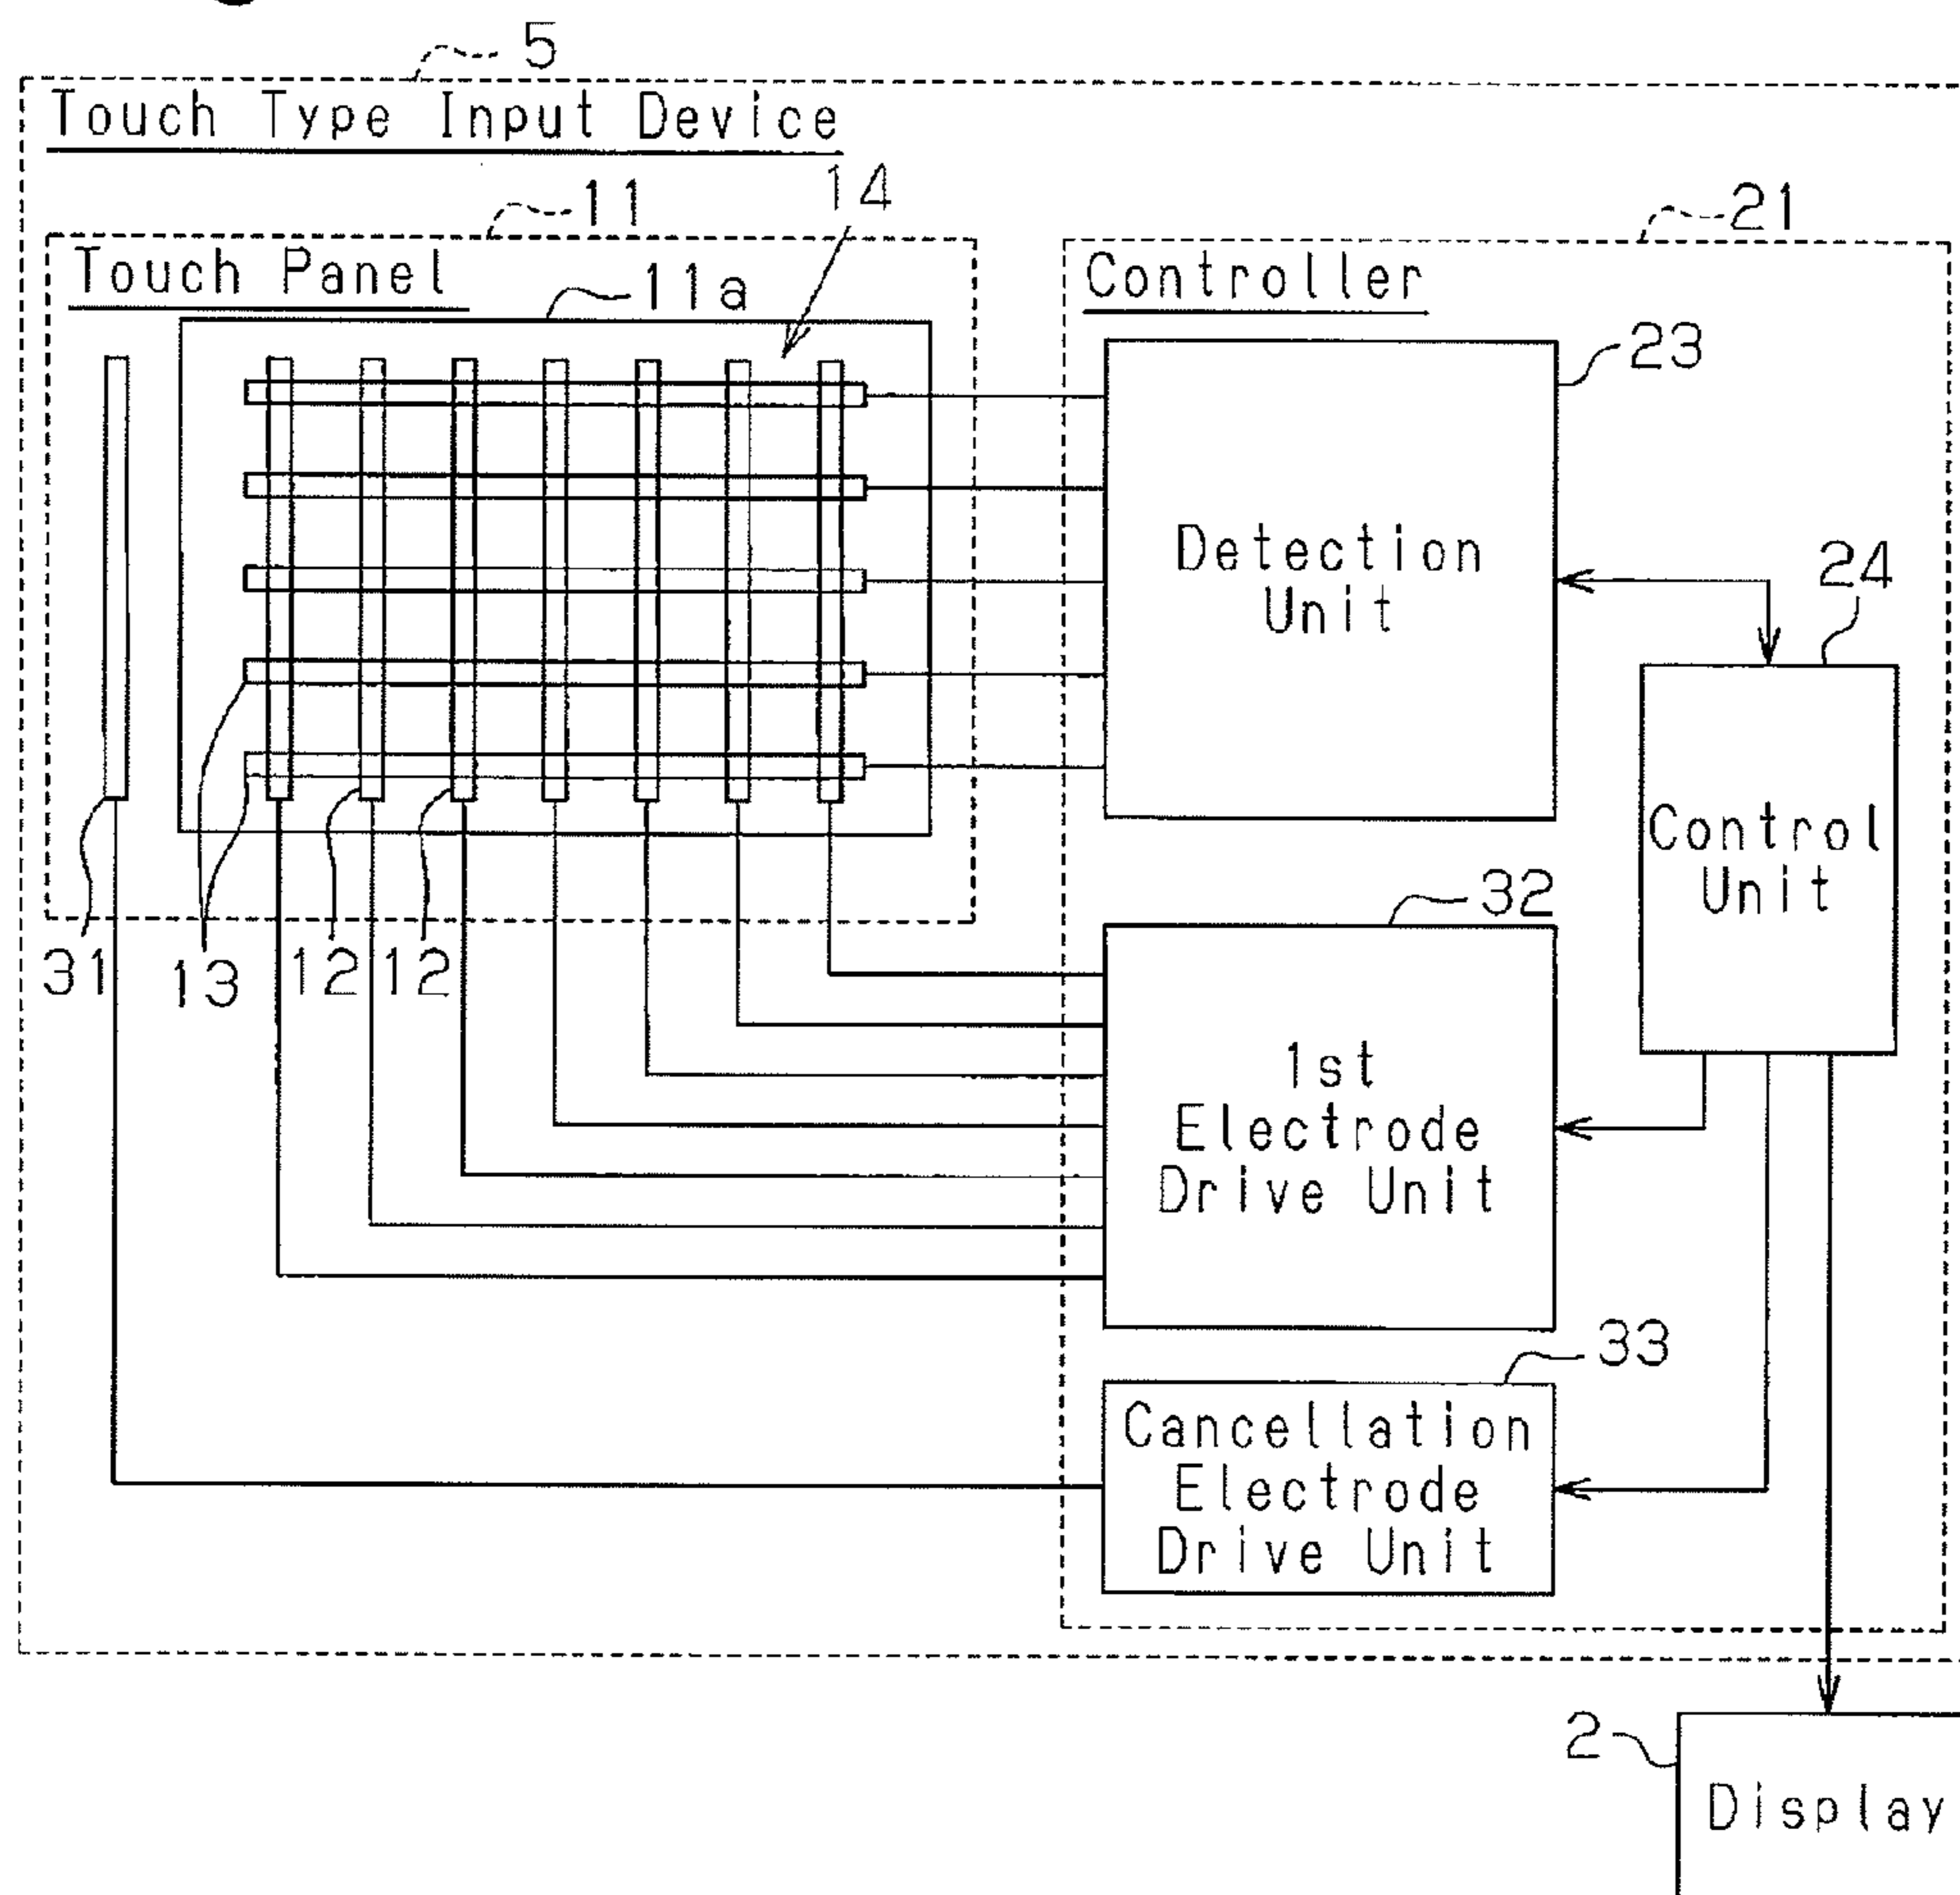 5
Touch Type Input Device
14
11
21
Touch Panel
11a
Controller
23
Detection
Unit
24
Control
Unit
32
31
13
12
12
1st
Electrode
Drive Unit
33
Cancellation
Electrode
Drive Unit
2
Display